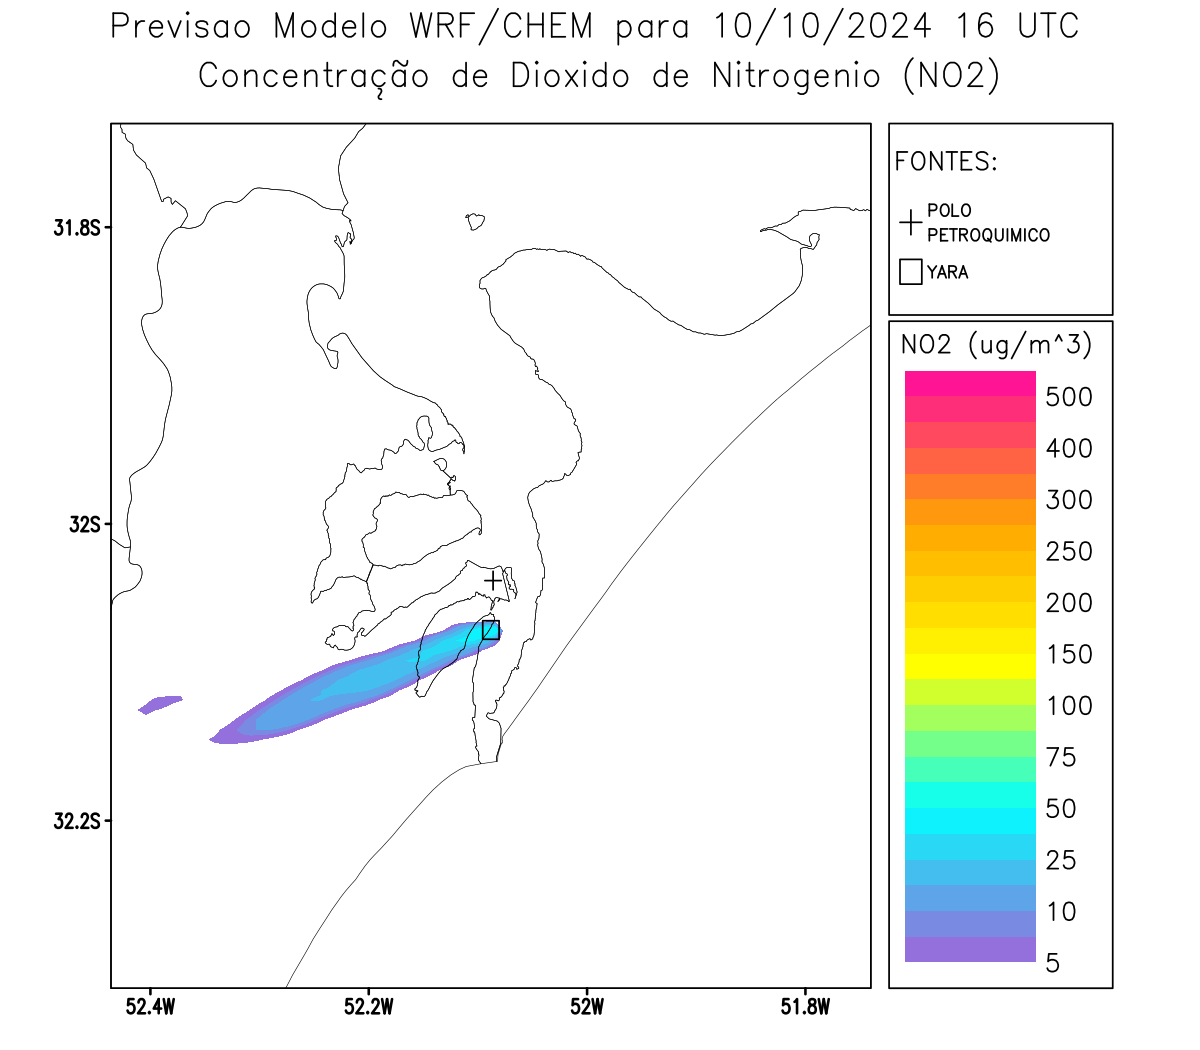 Previsao Modelo WRF/CHEM para 10/10/2024 16 UTC
Concentração de Dioxido de Nitrogenio (NO2)
FONTES:
POLO
PETROQUIMICO
YARA
NO2 (ug/m^3)
500
400
300
250
200
150
100
75
50
25
10
5
31.8S
32S
32.2S
52.4W
52.2W
52W
51.8W